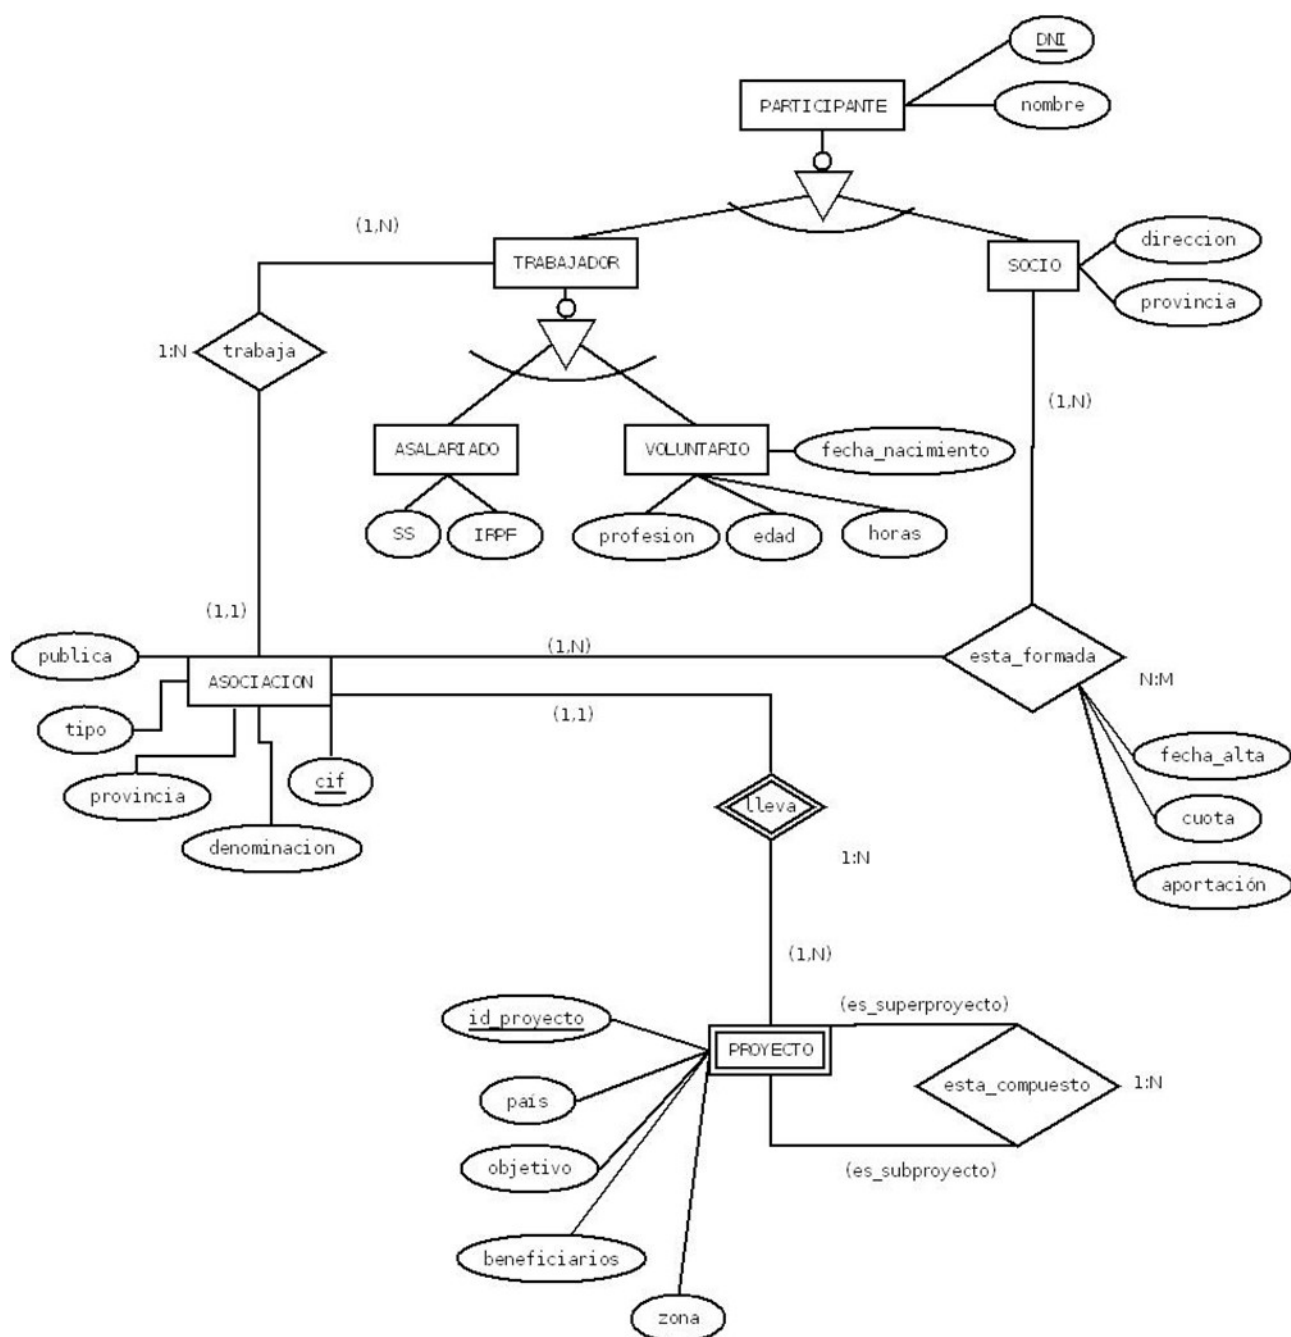 DNI
PARTICIPANTE
nombre
(1,N)
TRABAJADOR
SOCIO
direccion
provincia
1:N
trabaja
(1,N)
ASALARIADO
VOLUNTARIO
fecha_nacimiento
SS
IRPF
profesion
edad
horas
(1,1)
publica
(1,N)
esta_formada
ASOCIACION
N:M
(1,1)
tipo
fecha_alta
provincia
cif
lleva
cuota
denominacion
1:N
aportación
(1,N)
(es_superproyecto)
id_proyecto
PROYECTO
esta_compuesto
1:N
país
objetivo
(es_subproyecto)
beneficiarios
zona